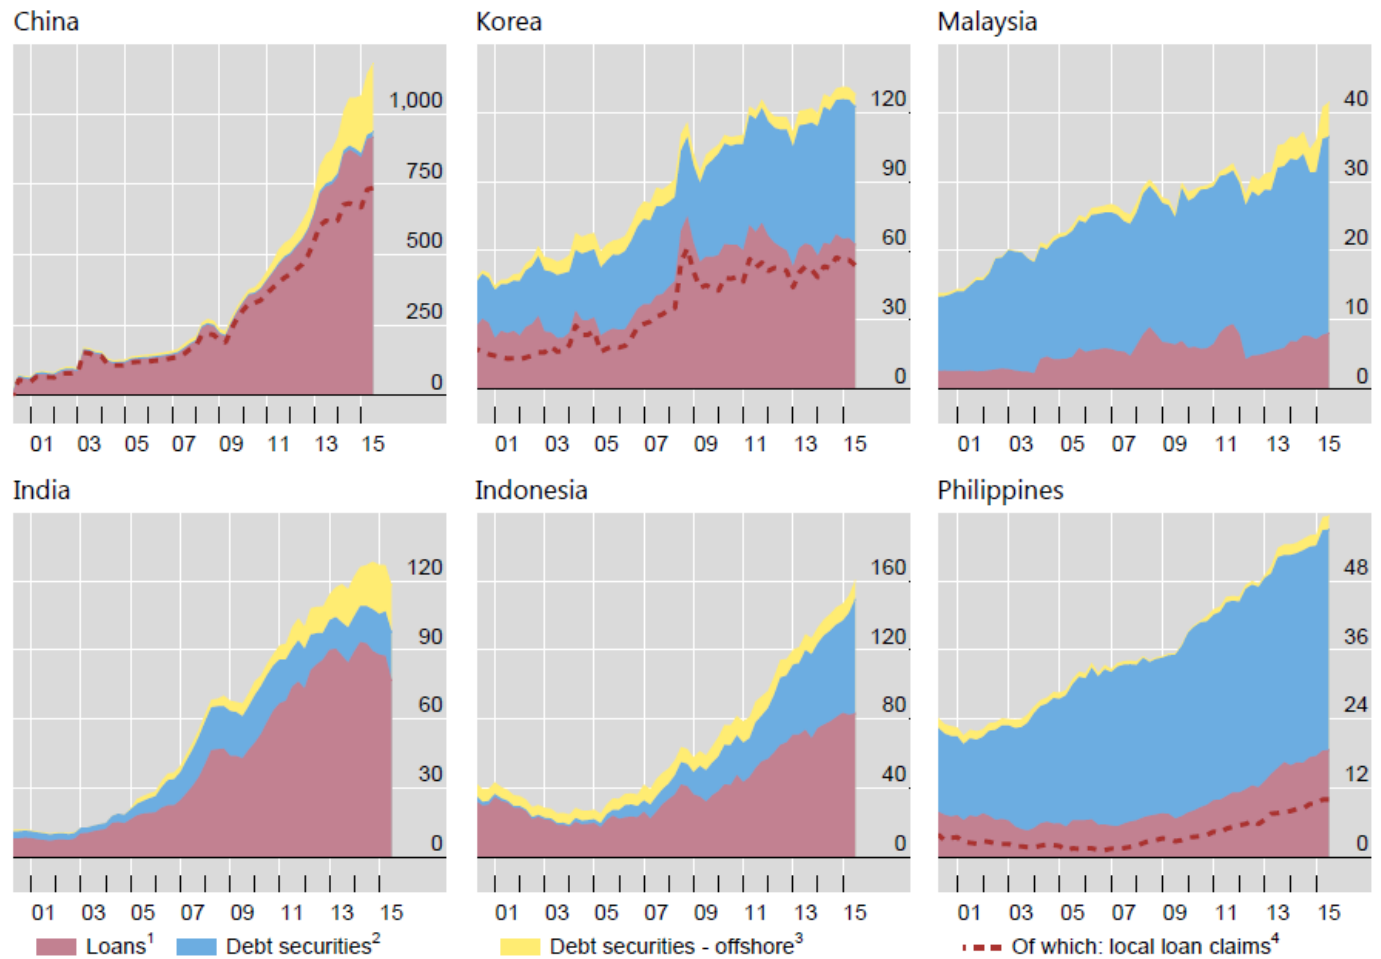 China Korea Malaysia
1,000 120 40
750 90 30
500 60 20
250 30 10
0 0 0
01 03 05 07 09 11 13 15 01 03 05 07 09 11 13 15 01 03 05 07 09 11 13 15
India Indonesia Philippines
120 160 48
90 120 36
60 80 24
30 40 12
0 0 0
01 03 05 07 09 11 13 15 01 03 05 07 09 11 13 15 01 03 05 07 09 11 13 15
Loans¹ Debt securities² Debt securities - offshore³ Of which: local loan claims⁴